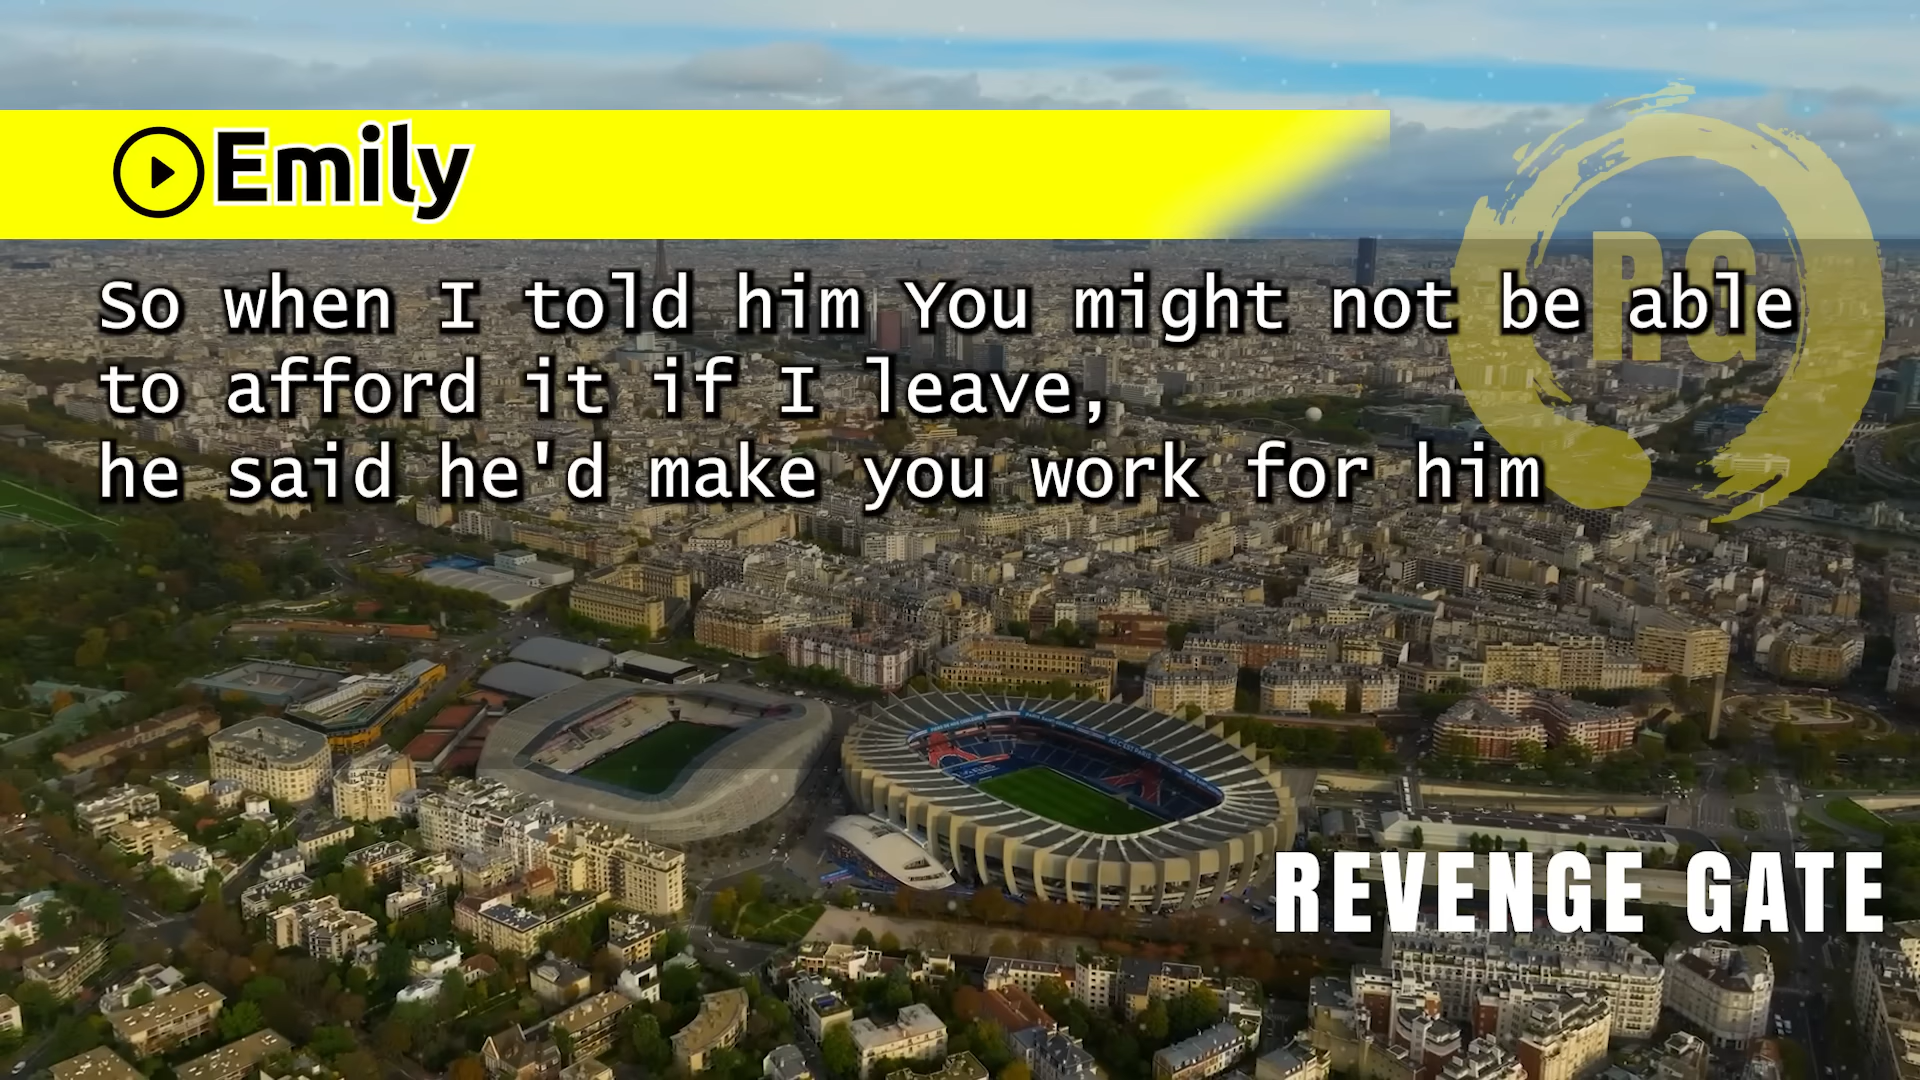 Emily
So when I told him You might not be able
to afford it if I leave,
he said he'd make you work for him
RG
REVENGE GATE